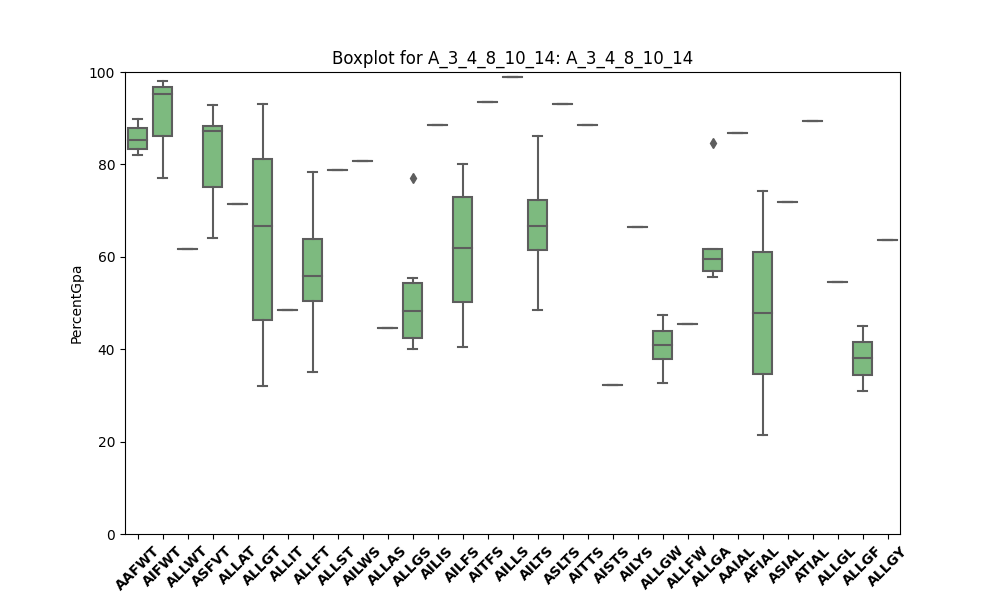 Boxplot for A_3_4_8_10_14: A_3_4_8_10_14
PercentGpa
100
80
60
40
20
0
AAFWT
AIFWT
ALLWT
ASFVT
ALLAT
ALLGT
ALLIT
ALLFT
ALLST
AILWS
ALLAS
ALLGS
AILIS
AILFS
AITFS
AILLS
AILTS
ASLTS
AITTS
AISTS
AILYS
ALLGW
ALLFW
ALLGA
AAIAL
AFIAL
ASIAL
ATIAL
ALLGL
ALLGF
ALLGY